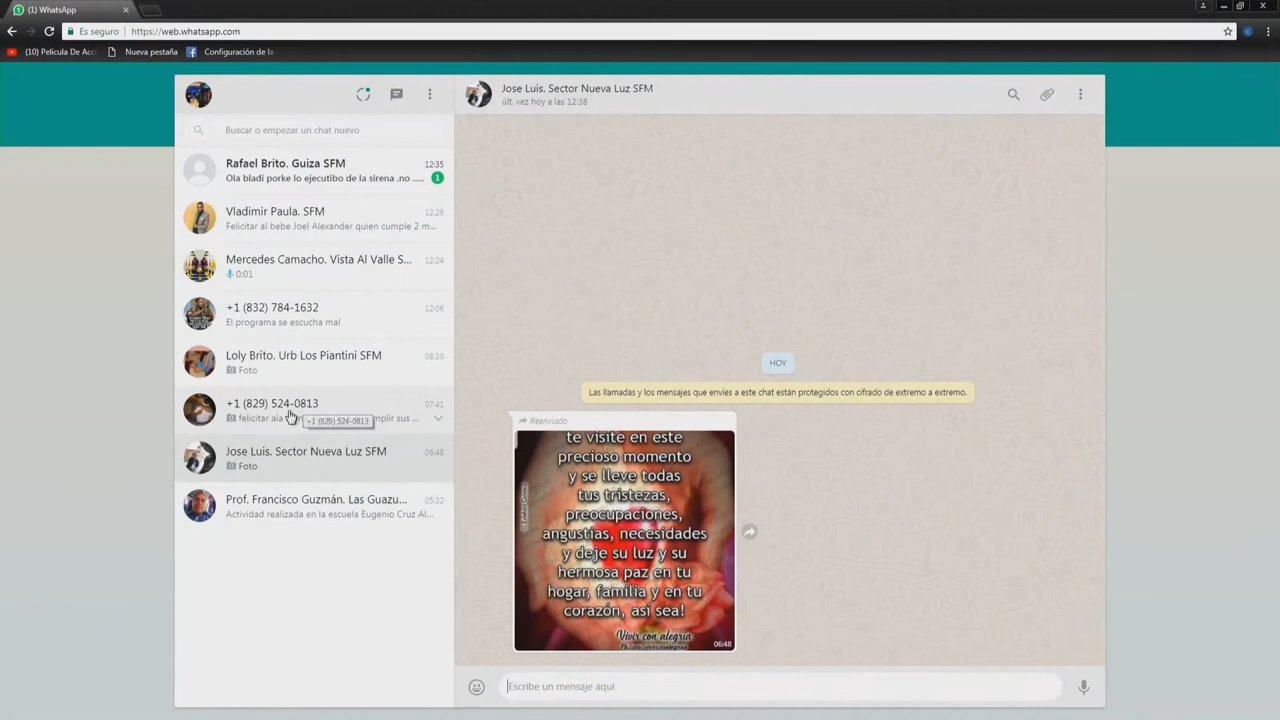 (1) WhatsApp
Es seguro
https://web.whatsapp.com
(10) Pelicula De Acc
Nueva pestaña
Configuración de la
Jose Luis. Sector Nueva Luz SFM
últ. vez hoy a las 12:38
Buscar o empezar un chat nuevo
Rafael Brito. Guiza SFM 12:35
Ola bladi porke lo ejecutibo de la sirena .no ..... 1
Vladimir Paula. SFM 12:28
Felicitar al bebe Joel Alexander quien cumple 2 m...
Mercedes Camacho. Vista Al Valle S... 12:24
0:01
+1 (832) 784-1632 12:06
El programa se escucha mal
Loly Brito. Urb Los Piantini SFM 08:39
Foto
+1 (829) 524-0813 07:41
felicitar ala mplir sus ...
+1 (829) 524-0813
Jose Luis. Sector Nueva Luz SFM 06:48
Foto
Prof. Francisco Guzmán. Las Guazu... 05:32
Actividad realizada en la escuela Eugenio Cruz Al...
HOY
Las llamadas y los mensajes que envíes a este chat están protegidos con cifrado de extremo a extremo.
Reenviado
te visite en este
precioso momento
y se lleve todas
tus tristezas,
preocupaciones,
angustias, necesidades
y deje su luz y su
hermosa paz en tu
hogar, familia y en tu
corazón, asi sea!
Vivir con alegría
06:48
Escribe un mensaje aquí